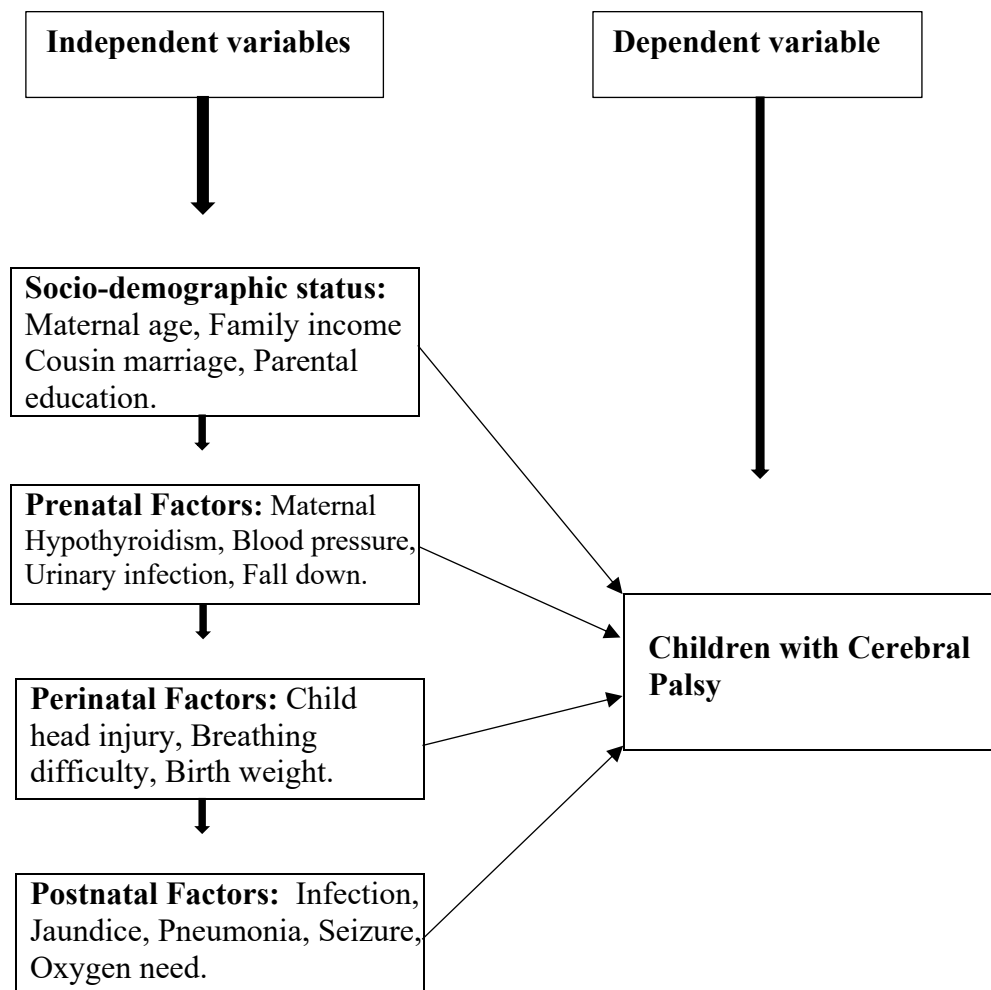 Independent variables
Dependent variable
Socio-demographic status:
Maternal age, Family income
Cousin marriage, Parental
education.
Prenatal Factors: Maternal
Hypothyroidism, Blood pressure,
Urinary infection, Fall down.
Children with Cerebral
Palsy
Perinatal Factors: Child
head injury, Breathing
difficulty, Birth weight.
Postnatal Factors: Infection,
Jaundice, Pneumonia, Seizure,
Oxygen need.